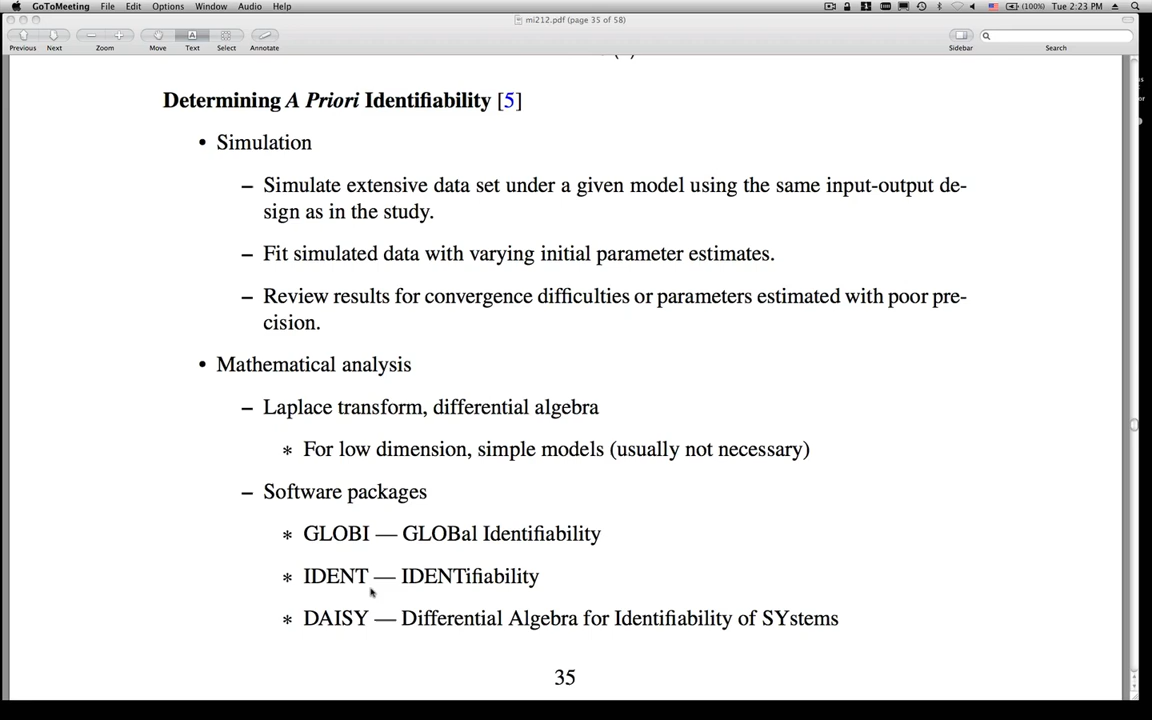 GoToMeeting File Edit Options Window Audio Help (100%) Tue 2:23 PM
mi212.pdf (page 35 of 58)
Previous Next Zoom Move Text Select Annotate Sidebar Search
Determining A Priori Identifiability [5]
• Simulation
– Simulate extensive data set under a given model using the same input-output de-
sign as in the study.
– Fit simulated data with varying initial parameter estimates.
– Review results for convergence difficulties or parameters estimated with poor pre-
cision.
• Mathematical analysis
– Laplace transform, differential algebra
∗ For low dimension, simple models (usually not necessary)
– Software packages
∗ GLOBI — GLOBal Identifiability
∗ IDENT — IDENTifiability
∗ DAISY — Differential Algebra for Identifiability of SYstems
35